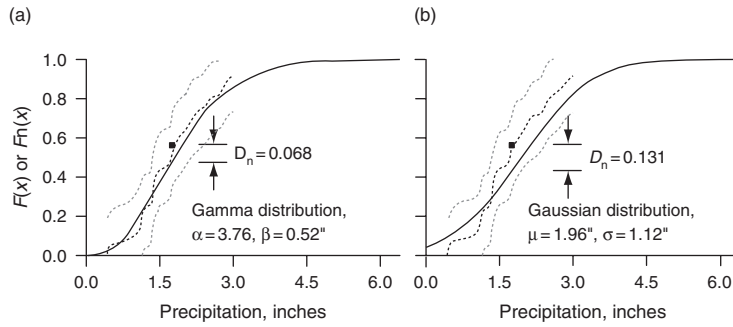 (a)
F(x) or Fn(x)
1.0
0.8
0.6
0.4
0.2
0.0
Dn = 0.068
Gamma distribution,
α = 3.76, β = 0.52"
0.0 1.5 3.0 4.5 6.0
Precipitation, inches
(b)
Dn = 0.131
Gaussian distribution,
μ = 1.96", σ = 1.12"
0.0 1.5 3.0 4.5 6.0
Precipitation, inches